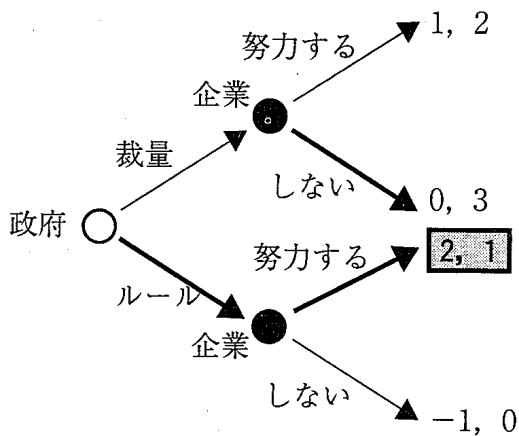 努力する
1, 2
企業
裁量
しない
0, 3
政府
努力する
2, 1
ルール
企業
しない
−1, 0